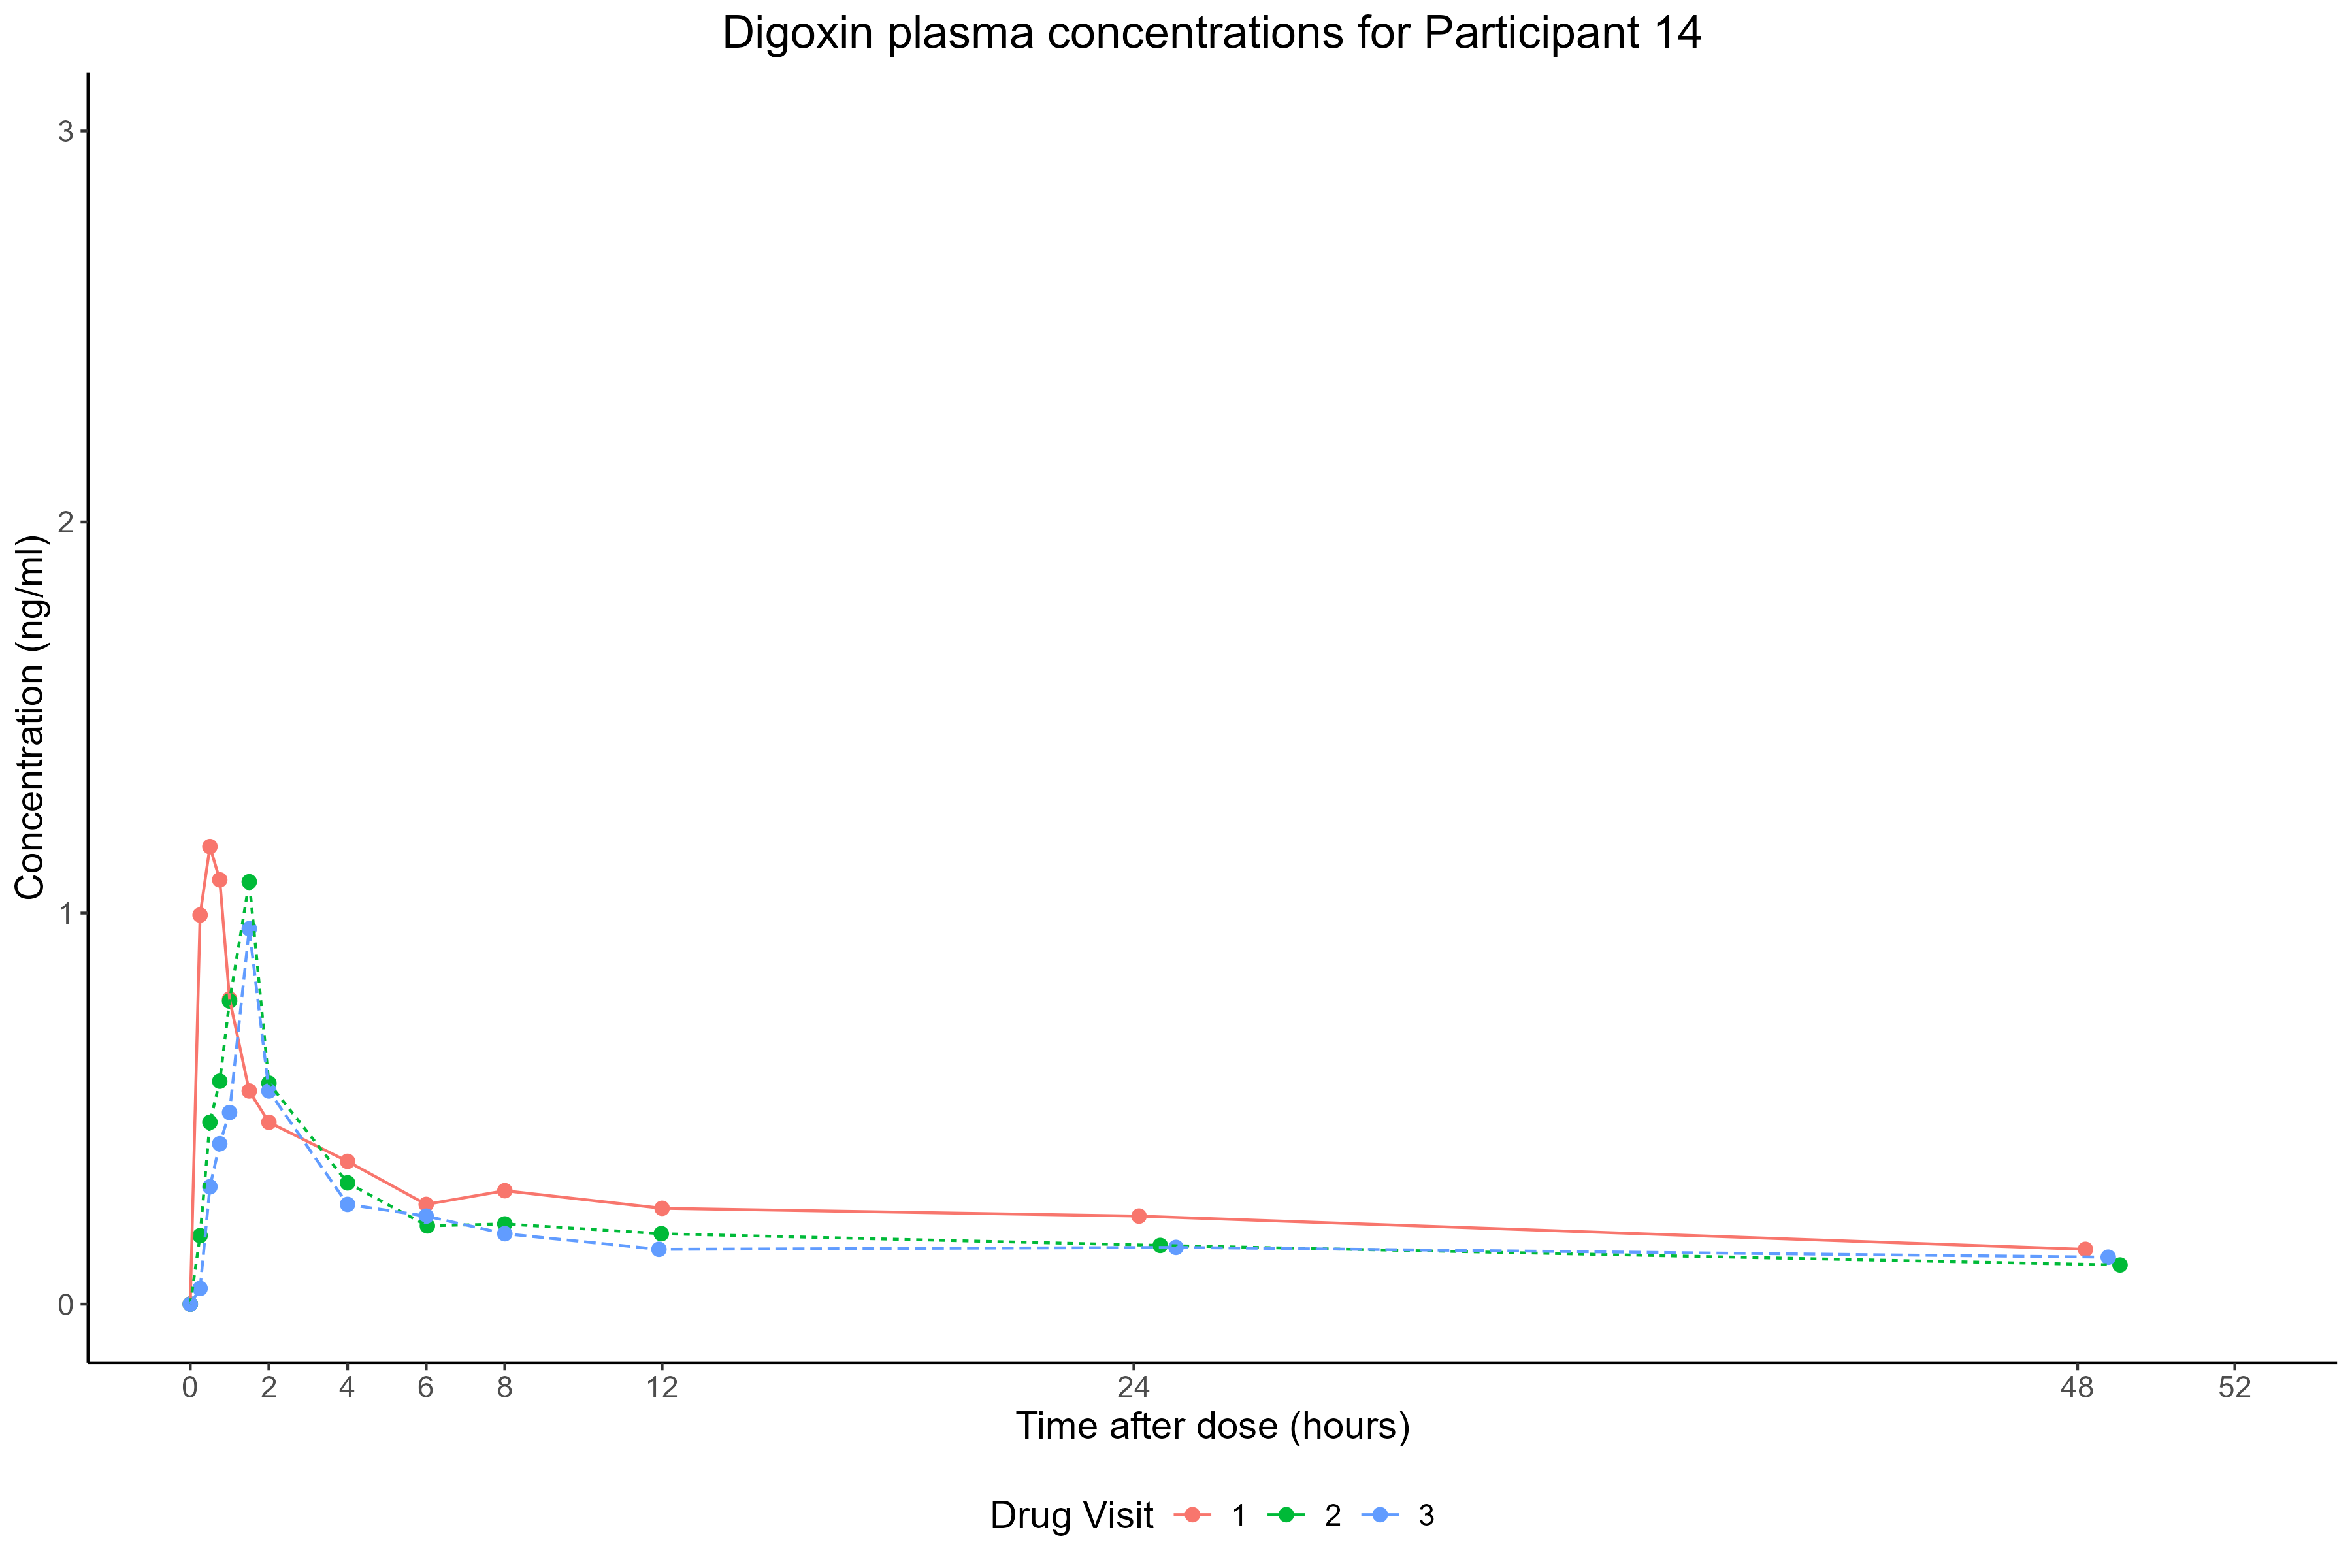 Digoxin plasma concentrations for Participant 14
3
2
1
0
Concentration (ng/ml)
0 2 4 6 8 12 24 48 52
Time after dose (hours)
Drug Visit 1 2 3